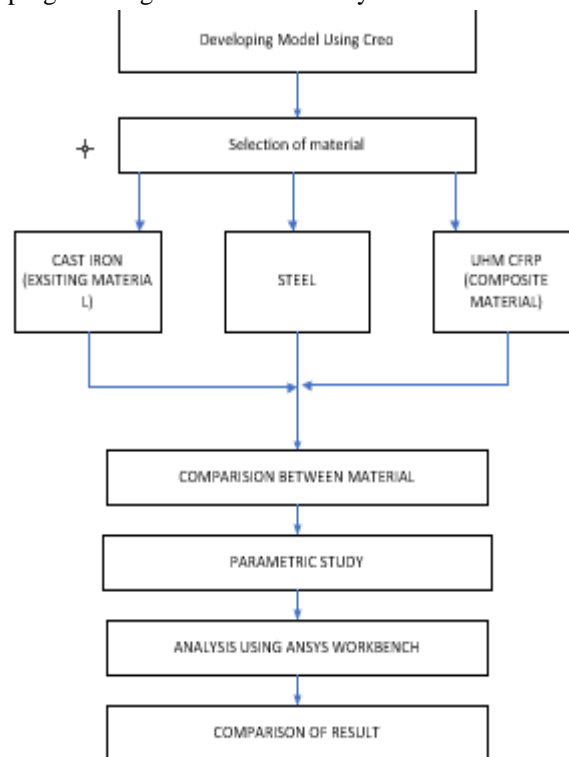 Developing Model Using Creo
Selection of material
CAST IRON
(EXSITING MATERIA
L)
STEEL
UHM CFRP
(COMPOSITE
MATERIAL)
COMPARISION BETWEEN MATERIAL
PARAMETRIC STUDY
ANALYSIS USING ANSYS WORKBENCH
COMPARISON OF RESULT